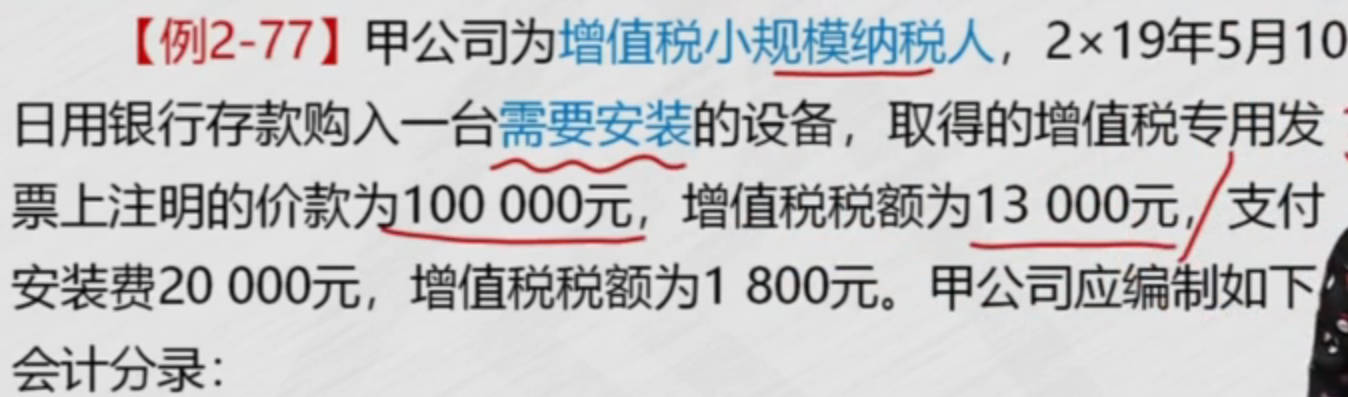 【例2-77】甲公司为增值税小规模纳税人，2×19年5月10
日用银行存款购入一台需要安装的设备，取得的增值税专用发
票上注明的价款为100 000元，增值税税额为13 000元，支付
安装费20 000元，增值税税额为1 800元。甲公司应编制如下
会计分录：